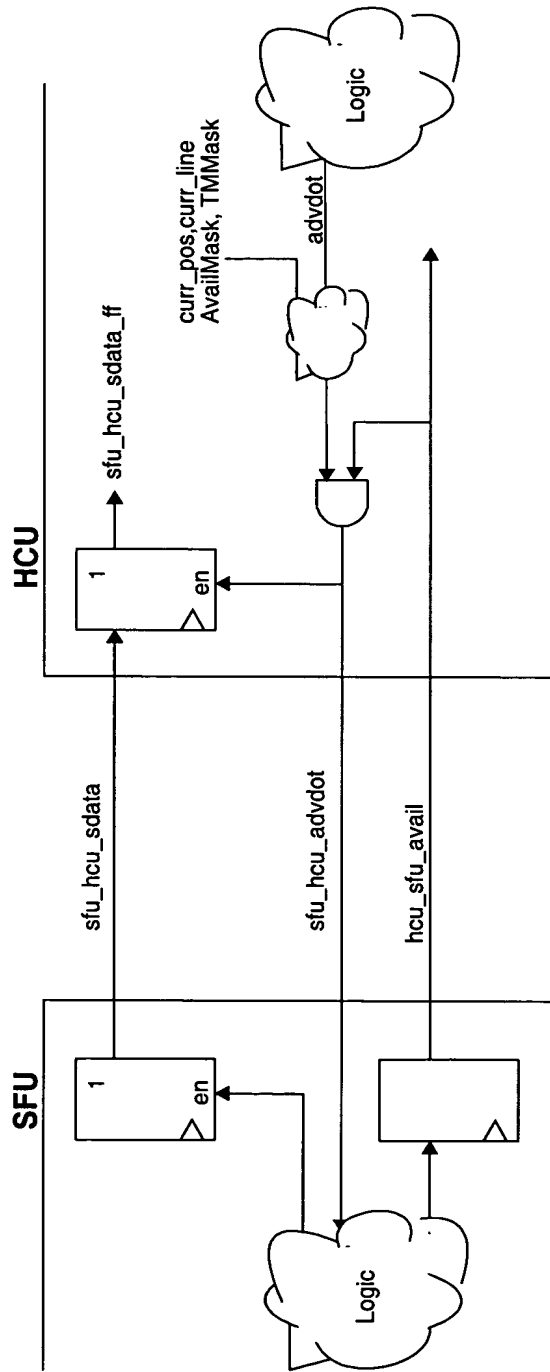 SFU
HCU
1
en
sfu_hcu_sdata
1
en
sfu_hcu_sdata_ff
curr_pos,curr_line
AvailMask, TMMask
sfu_hcu_advdot
advdot
Logic
Logic
hcu_sfu_avail